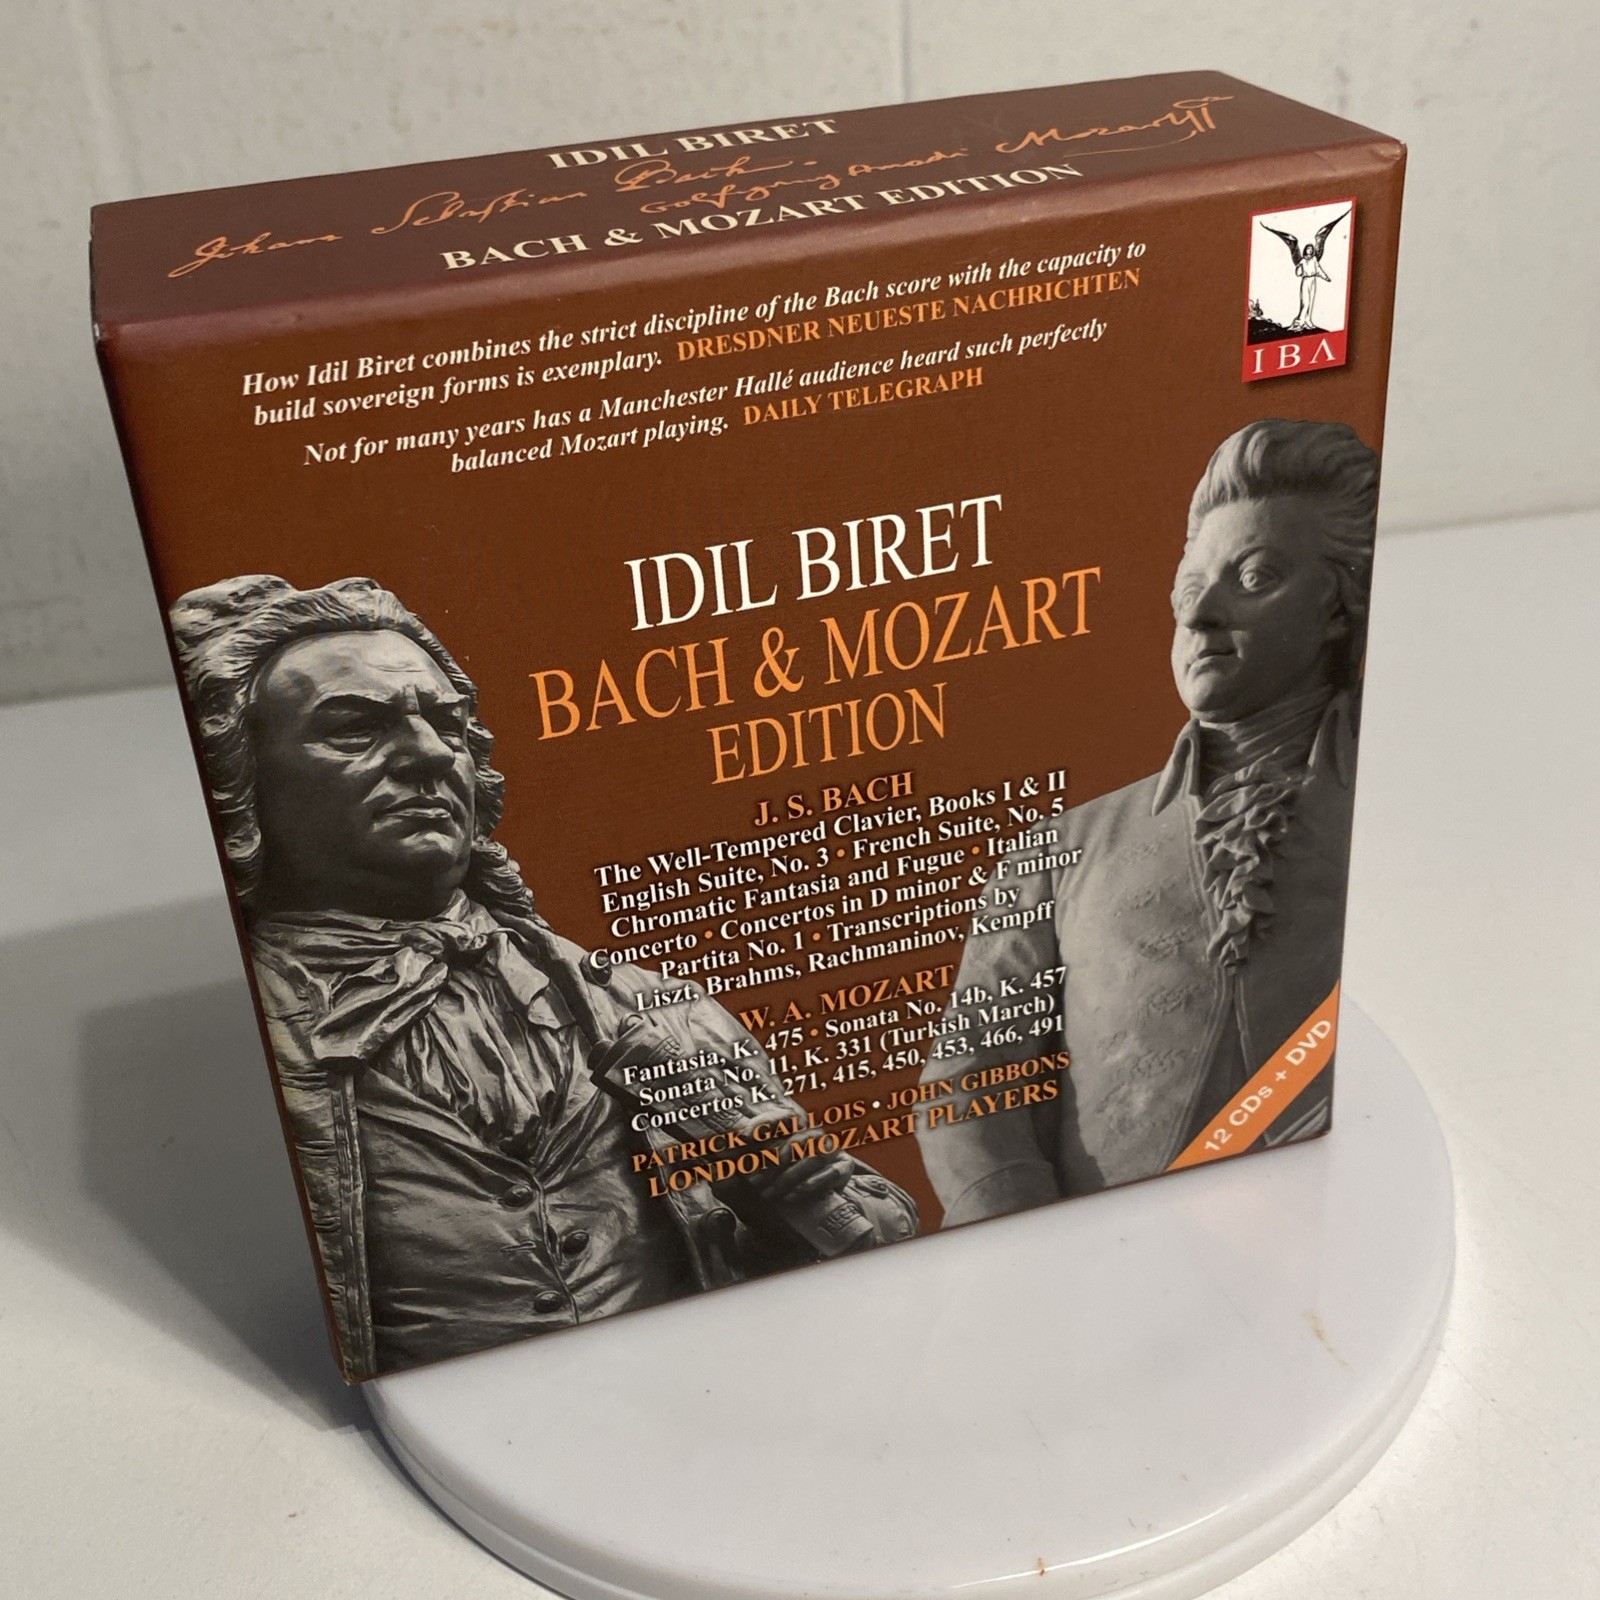 IDIL BIRET
Johann Sebastian Bach.
Wolfgang Amadè Mozart
BACH & MOZART EDITION
How Idil Biret combines the strict discipline of the Bach score with the capacity to
build sovereign forms is exemplary. DRESDNER NEUESTE NACHRICHTEN
Not for many years has a Manchester Hallé audience heard such perfectly
balanced Mozart playing. DAILY TELEGRAPH
IBA
IDIL BIRET
BACH & MOZART
EDITION
J. S. BACH
The Well-Tempered Clavier, Books I & II
English Suite, No. 3 • French Suite, No. 5
Chromatic Fantasia and Fugue • Italian
Concerto • Concertos in D minor & F minor
Partita No. 1 • Transcriptions by
Liszt, Brahms, Rachmaninov, Kempff
W. A. MOZART
Fantasia, K. 475 • Sonata No. 14b, K. 457
Sonata No. 11, K. 331 (Turkish March)
Concertos K. 271, 415, 450, 453, 466, 491
PATRICK GALLOIS • JOHN GIBBONS
LONDON MOZART PLAYERS
12 CDs + DVD